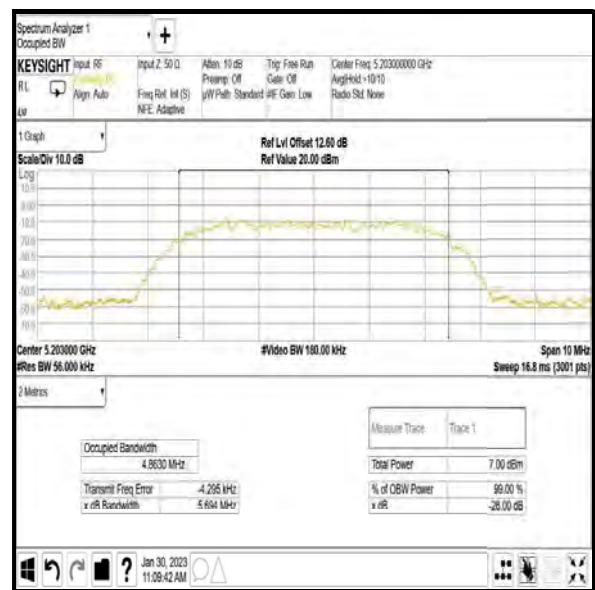 Spectrum Analyzer 1
Occupied BW
KEYSIGHT Input: RF
RL
Align: Auto
Input Z: 50 Ω
Freq Ref: Int (S)
NFE: Adaptive
Atten: 10 dB
Preamp: Off
µW Path: Standard
Trig: Free Run
Gate: Off
#IF Gain: Low
Center Freq: 5.203000000 GHz
Avg|Hold:>10/10
Radio Std: None
1 Graph
Scale/Div 10.0 dB
Ref Lvl Offset 12.60 dB
Ref Value 20.00 dBm
Log
10.0
0.00
Center 5.203000 GHz
#Res BW 56.000 kHz
#Video BW 180.00 kHz
Span 10 MHz
Sweep 16.8 ms (3001 pts)
2 Metrics
Occupied Bandwidth
4.8630 MHz
Transmit Freq Error -4.295 kHz
x dB Bandwidth 5.694 MHz
Measure Trace Trace 1
Total Power 7.00 dBm
% of OBW Power 99.00 %
x dB -26.00 dB
?
Jan 30, 2023
11:09:42 AM